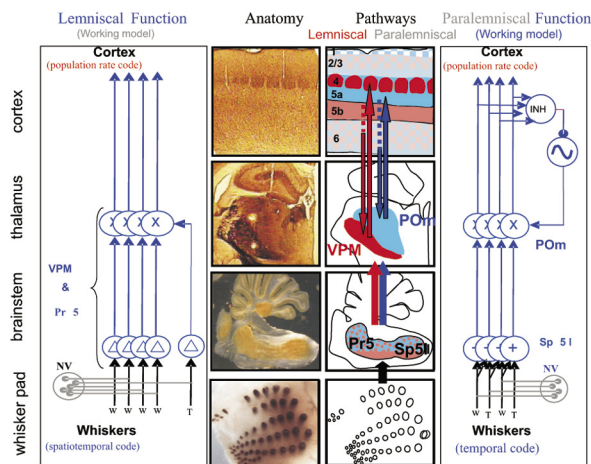 Lemniscal Function
(Working model)
Anatomy
Pathways
Lemniscal Paralemniscal
Paralemniscal Function
(Working model)
cortex
thalamus
brainstem
whisker pad
Cortex
(population rate code)
X
X
X
X
VPM
&
Pr 5
NV
W
W
W
W
T
Whiskers
(spatiotemporal code)
1
2/3
4
5a
5b
6
POm
VPM
Pr5
Sp5I
Cortex
(population rate code)
INH
X
X
X
X
POm
+
Sp 5 I
NV
W
T
W
T
Whiskers
(temporal code)